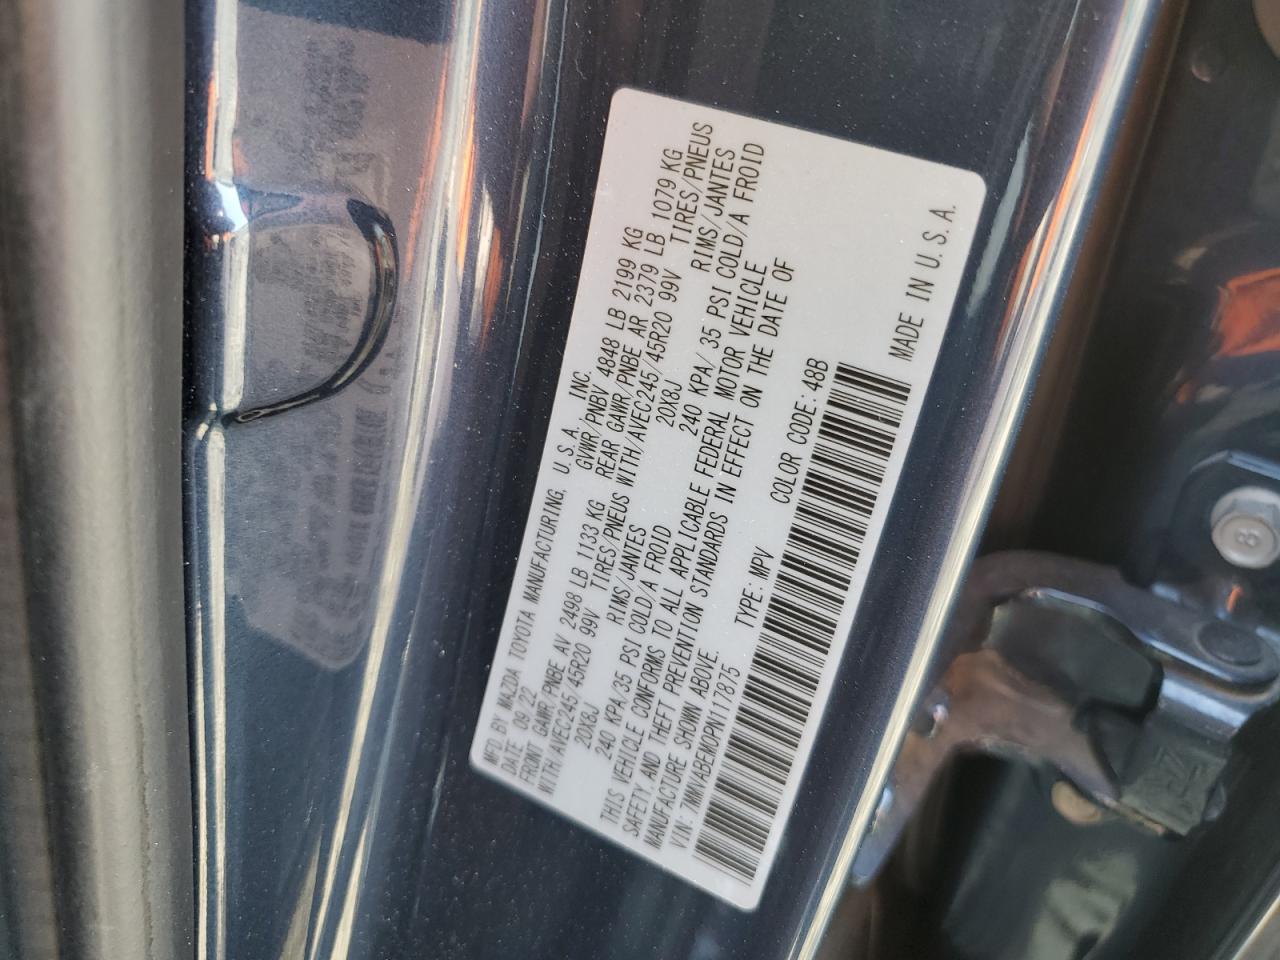 MFD BY MAZDA TOYOTA MANUFACTURING, U.S.A., INC.
DATE 09/22 GVWR/PNBV 4848 LB 2199 KG
FRONT GAWR/PNBE AV 2498 LB 1133 KG REAR GAWR/PNBE AR 2379 LB 1079 KG
WITH/AVEC245/45R20 99V TIRES/PNEUS WITH/AVEC245/45R20 99V TIRES/PNEUS
20X8J RIMS/JANTES 20X8J RIMS/JANTES
240 KPA/35 PSI COLD/A FROID 240 KPA/ 35 PSI COLD/A FROID
THIS VEHICLE CONFORMS TO ALL APPLICABLE FEDERAL MOTOR VEHICLE
SAFETY, AND THEFT PREVENTION STANDARDS IN EFFECT ON THE DATE OF
MANUFACTURE SHOWN ABOVE.
VIN: 7MMVABEM0PN117875 TYPE: MPV COLOR CODE: 48B
MADE IN U.S.A.
8